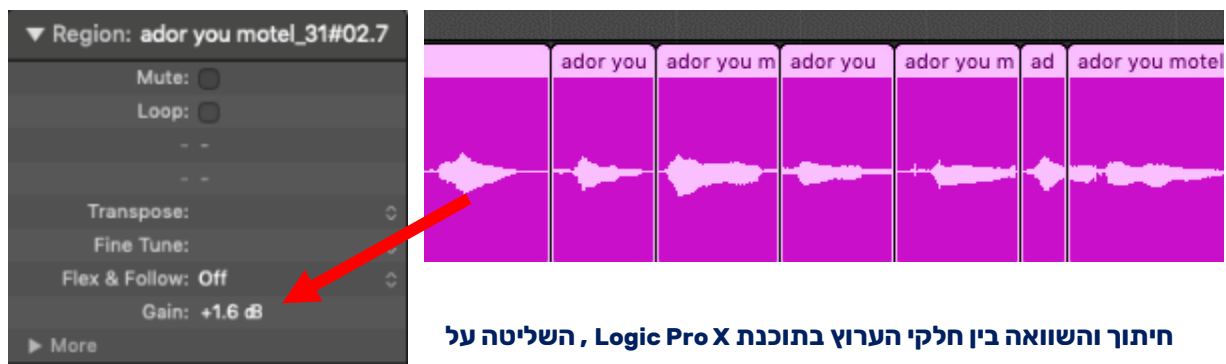 ▼ Region: ador you motel_31#02.7
Mute:
Loop:
- -
- -
Transpose:
Fine Tune:
Flex & Follow: Off
Gain: +1.6 dB
▶ More
ador you
ador you m
ador you
ador you m
ad
ador you motel
חיתוך והשוואה בין חלקי הערוץ בתוכנת Logic Pro X , השליטה על